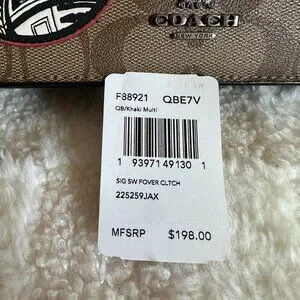 COACH
NEW YORK
F88921 QBE7V
QB/Khaki Multi
1 93971 49130 1
SIG SW FOVER CLTCH
225259JAX
MFSRP $198.00